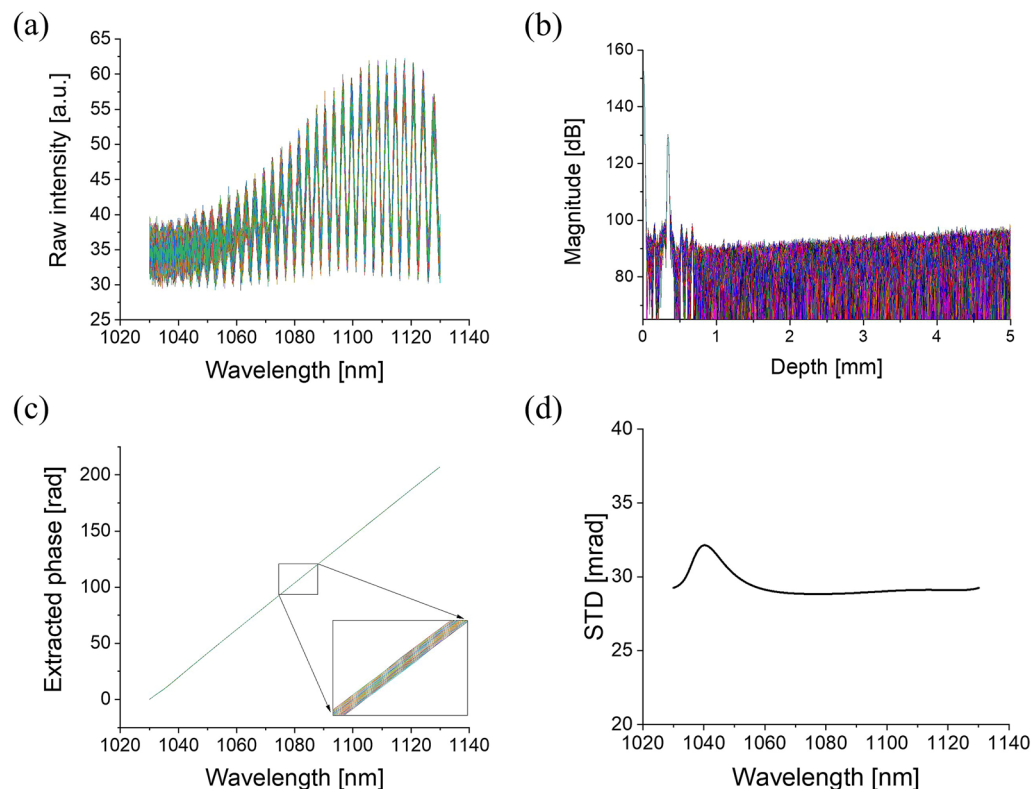 (a)
65
60
55
50
45
40
35
30
25
Raw intensity [a.u.]
1020 1040 1060 1080 1100 1120 1140
Wavelength [nm]
(b)
160
140
120
100
80
Magnitude [dB]
0 1 2 3 4 5
Depth [mm]
(c)
200
150
100
50
0
Extracted phase [rad]
1020 1040 1060 1080 1100 1120 1140
Wavelength [nm]
(d)
40
35
30
25
20
STD [mrad]
1020 1040 1060 1080 1100 1120 1140
Wavelength [nm]